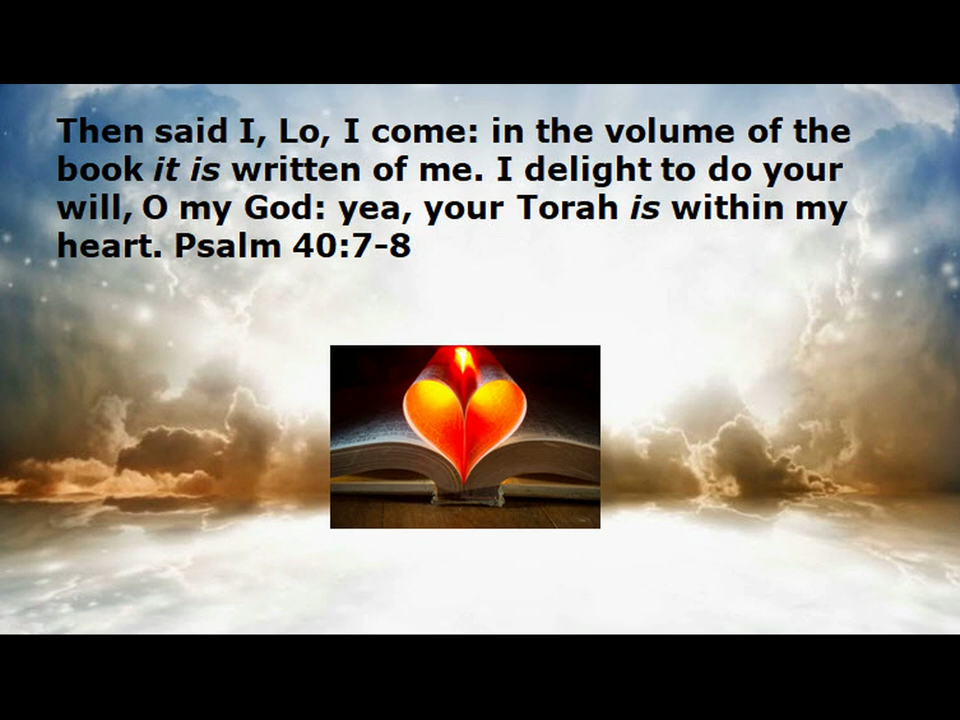 Then said I, Lo, I come: in the volume of the
book it is written of me. I delight to do your
will, O my God: yea, your Torah is within my
heart. Psalm 40:7-8